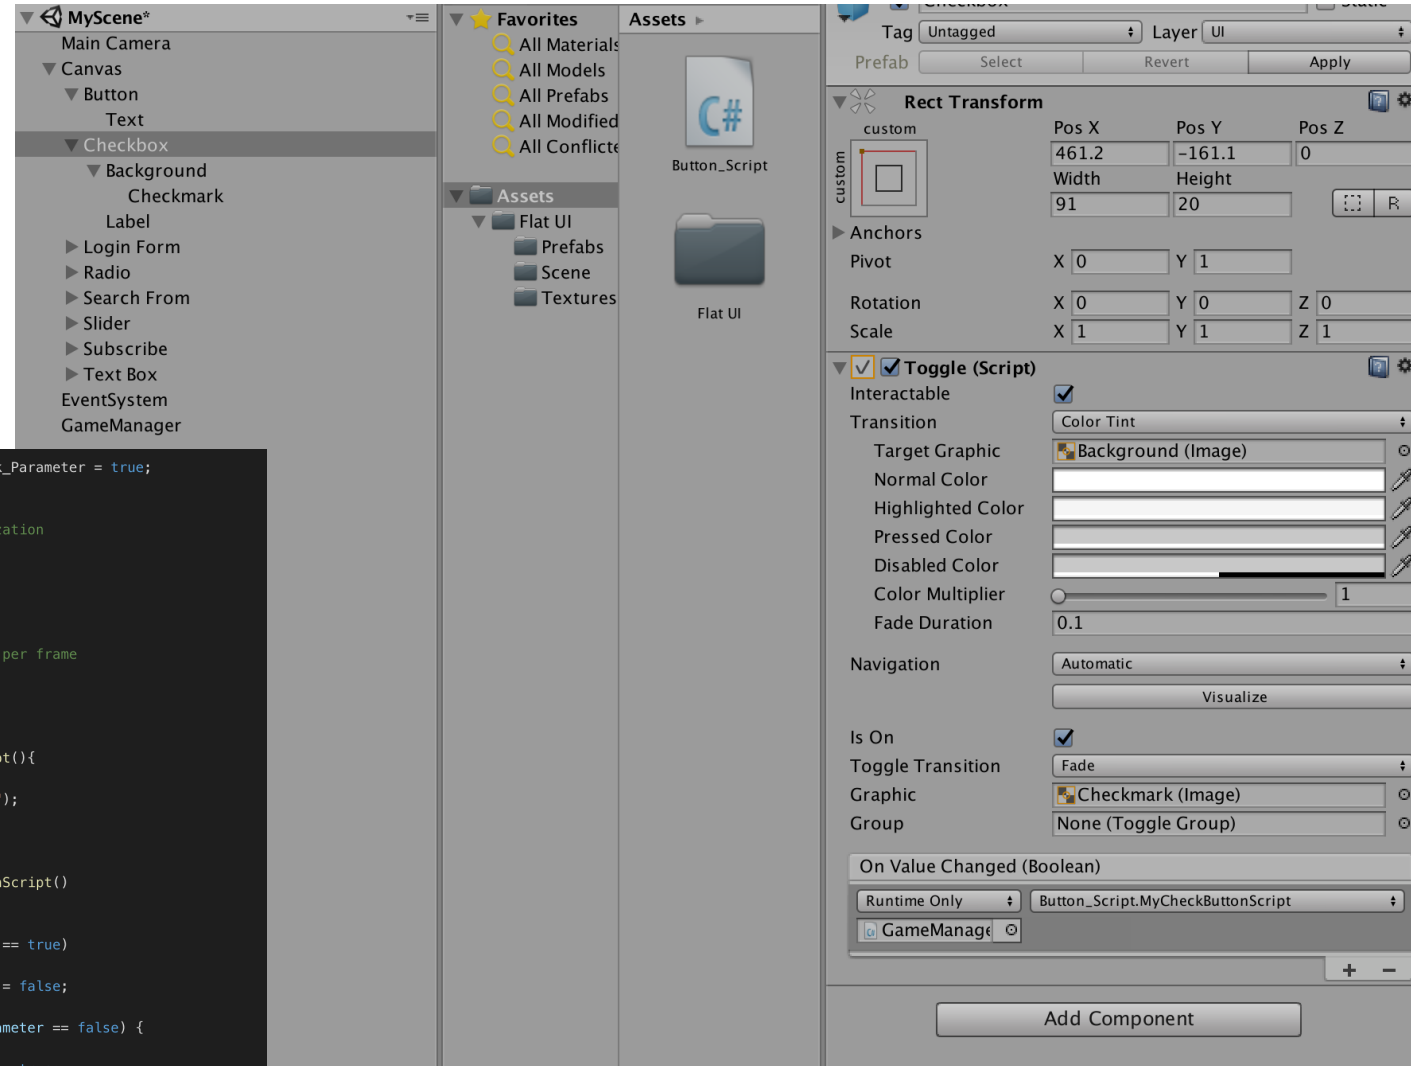 MyScene*
Main Camera
Canvas
Button
Text
Checkbox
Background
Checkmark
Label
Login Form
Radio
Search From
Slider
Subscribe
Text Box
EventSystem
GameManager
_Parameter = true;
per frame
(){
);
Script()
== true)
= false;
meter == false) {
Favorites
All Materials
All Models
All Prefabs
All Modified
All Conflicte
Assets
Flat UI
Prefabs
Scene
Textures
Assets
C#
Button_Script
Flat UI
Checkbox
Static
Tag Untagged Layer UI
Prefab Select Revert Apply
Rect Transform
custom Pos X Pos Y Pos Z
custom 461.2 -161.1 0
Width Height
91 20 R
Anchors
Pivot X 0 Y 1
Rotation X 0 Y 0 Z 0
Scale X 1 Y 1 Z 1
Toggle (Script)
Interactable
Transition Color Tint
Target Graphic Background (Image)
Normal Color
Highlighted Color
Pressed Color
Disabled Color
Color Multiplier 1
Fade Duration 0.1
Navigation Automatic
Visualize
Is On
Toggle Transition Fade
Graphic Checkmark (Image)
Group None (Toggle Group)
On Value Changed (Boolean)
Runtime Only Button_Script.MyCheckButtonScript
GameManage
+ −
Add Component